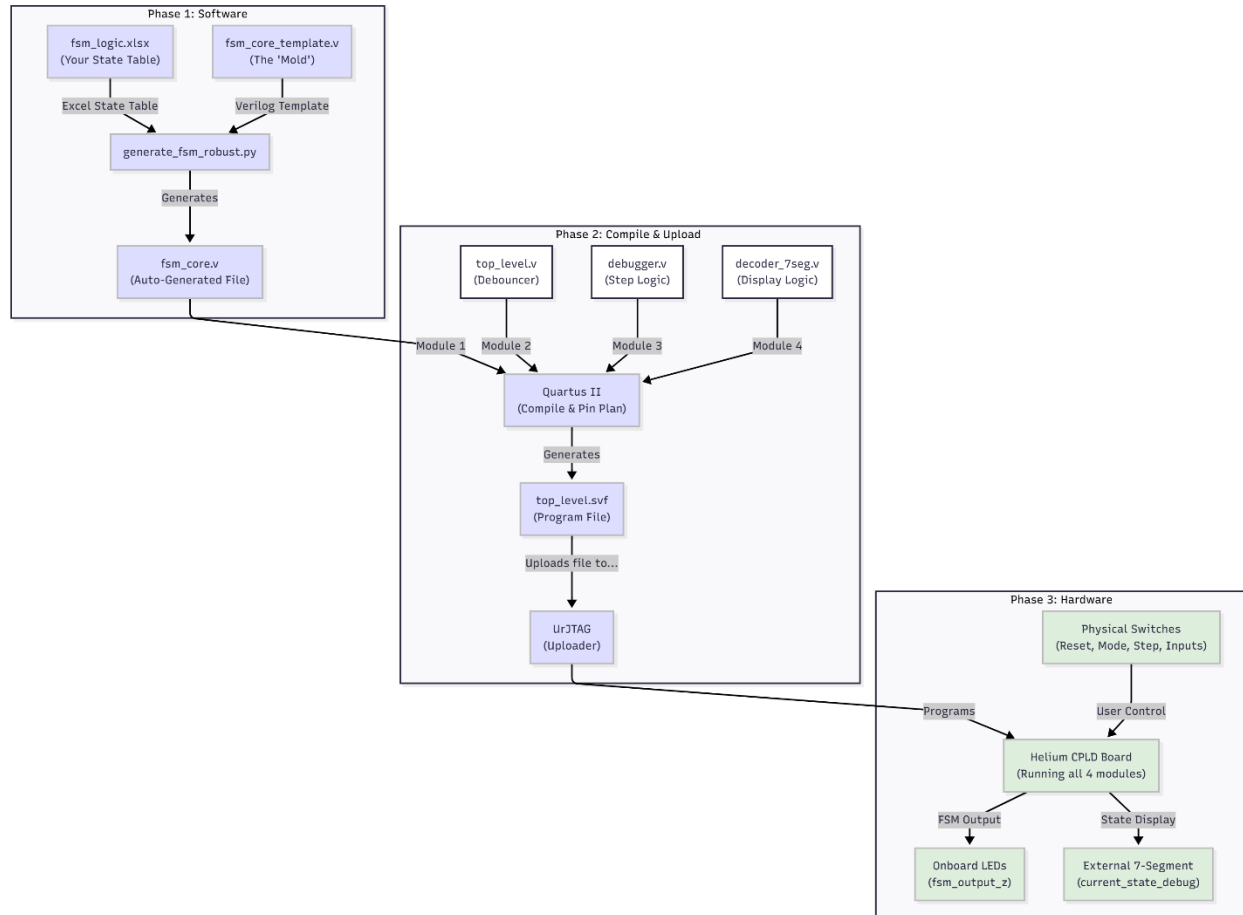 Phase 1: Software
fsm_logic.xlsx
(Your State Table)
fsm_core_template.v
(The 'Mold')
Excel State Table
Verilog Template
generate_fsm_robust.py
Generates
fsm_core.v
(Auto-Generated File)
Phase 2: Compile & Upload
top_level.v
(Debouncer)
debugger.v
(Step Logic)
decoder_7seg.v
(Display Logic)
Module 1
Module 2
Module 3
Module 4
Quartus II
(Compile & Pin Plan)
Generates
top_level.svf
(Program File)
Uploads file to...
UrJTAG
(Uploader)
Phase 3: Hardware
Physical Switches
(Reset, Mode, Step, Inputs)
Programs
User Control
Helium CPLD Board
(Running all 4 modules)
FSM Output
State Display
Onboard LEDs
(fsm_output_z)
External 7-Segment
(current_state_debug)